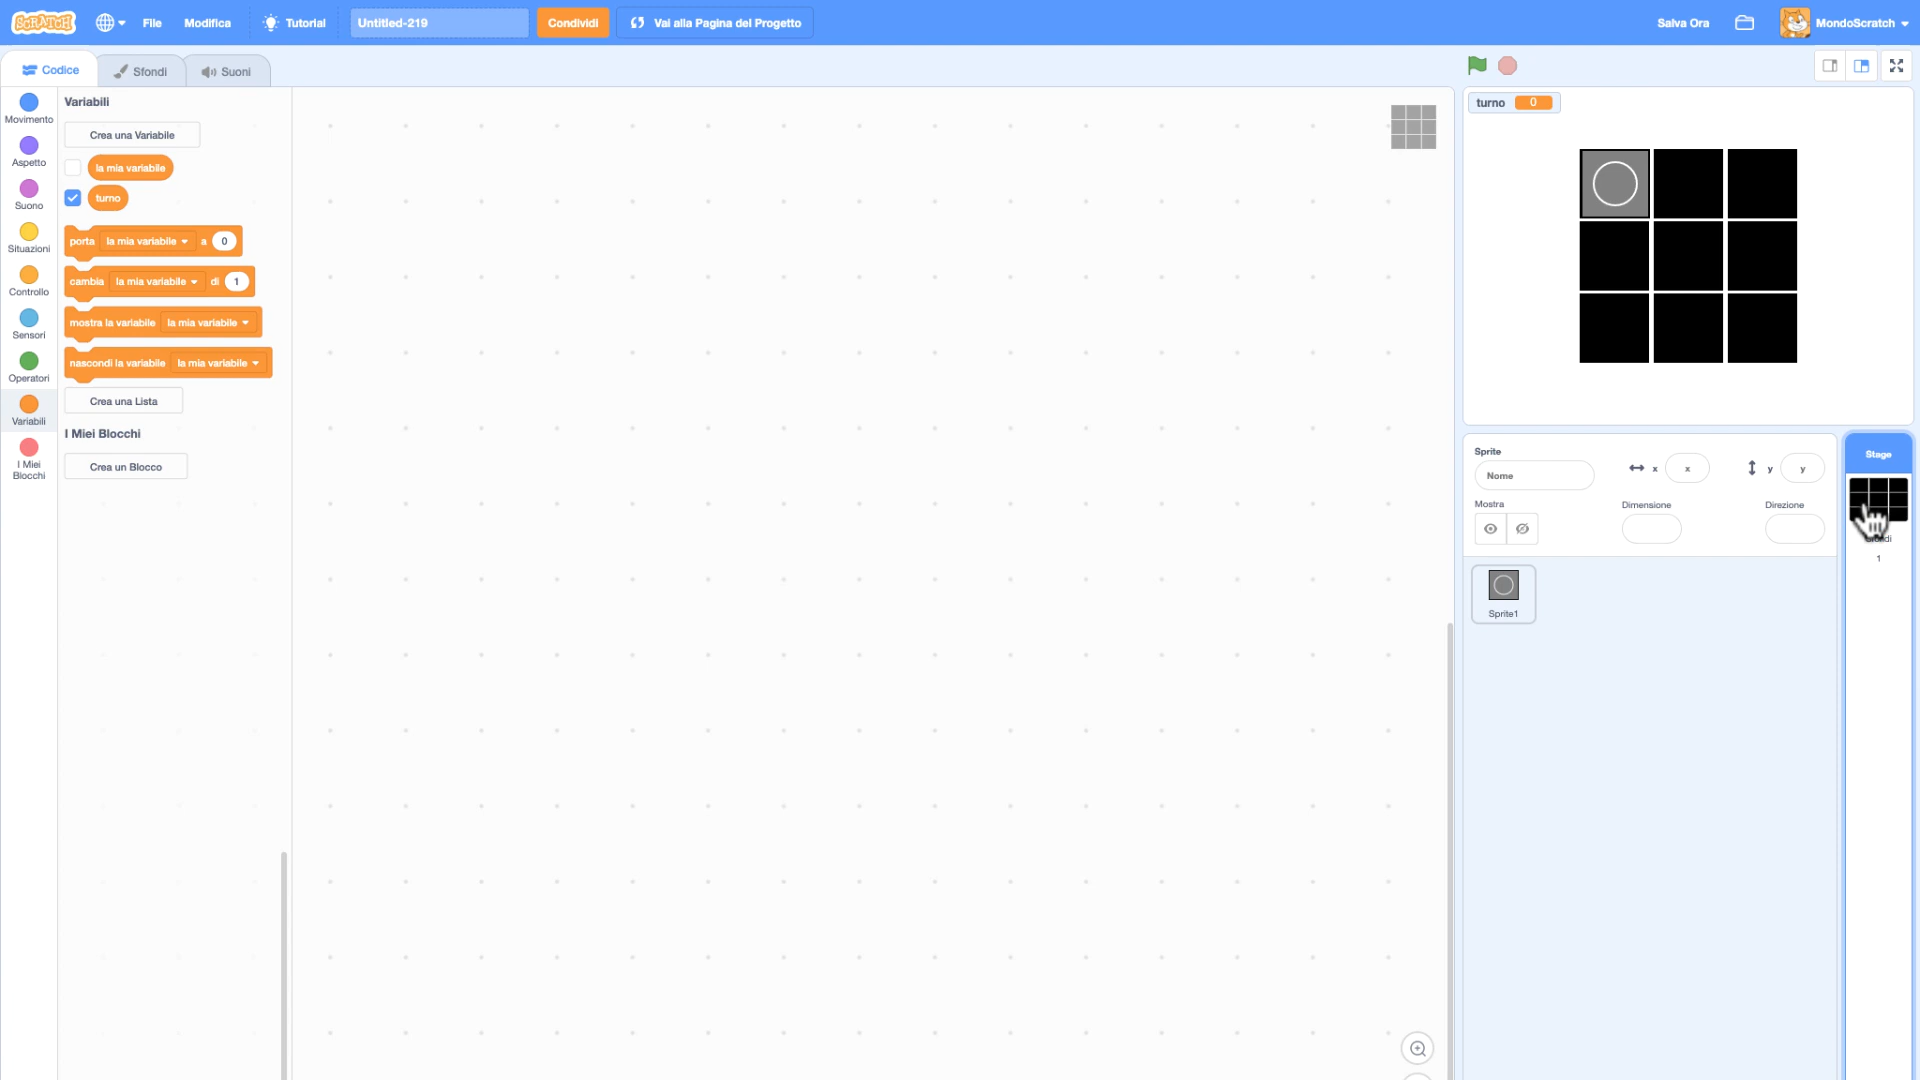 SCRATCH
File
Modifica
Tutorial
Untitled-219
Condividi
Vai alla Pagina del Progetto
Salva Ora
MondoScratch
Codice
Sfondi
Suoni
Movimento
Aspetto
Suono
Situazioni
Controllo
Sensori
Operatori
Variabili
I Miei
Blocchi
Variabili
Crea una Variabile
la mia variabile
turno
porta la mia variabile a 0
cambia la mia variabile di 1
mostra la variabile la mia variabile
nascondi la variabile la mia variabile
Crea una Lista
I Miei Blocchi
Crea un Blocco
turno 0
Sprite
Nome
x x
y y
Mostra
Dimensione
Direzione
Sprite1
Stage
1